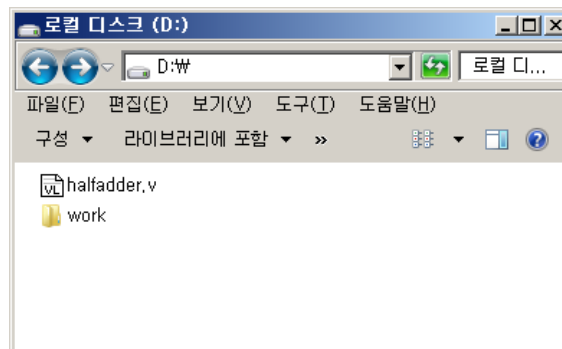 로컬 디스크 (D:)
D:₩ 로컬 디...
파일(F) 편집(E) 보기(V) 도구(T) 도움말(H)
구성 라이브러리에 포함 »
VL halfadder.v
work